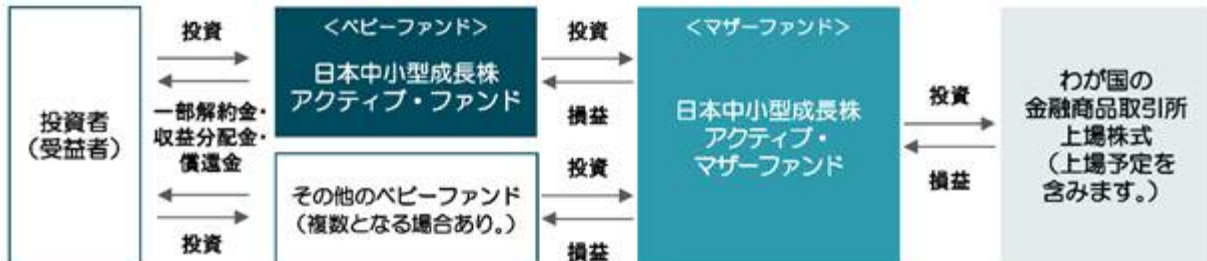 投資者
（受益者）
投資
一部解約金・
収益分配金・
償還金
投資
＜ベビーファンド＞
日本中小型成長株
アクティブ・ファンド
その他のベビーファンド
（複数となる場合あり。）
投資
損益
投資
損益
＜マザーファンド＞
日本中小型成長株
アクティブ・
マザーファンド
投資
損益
わが国の
金融商品取引所
上場株式
（上場予定を
含みます。）